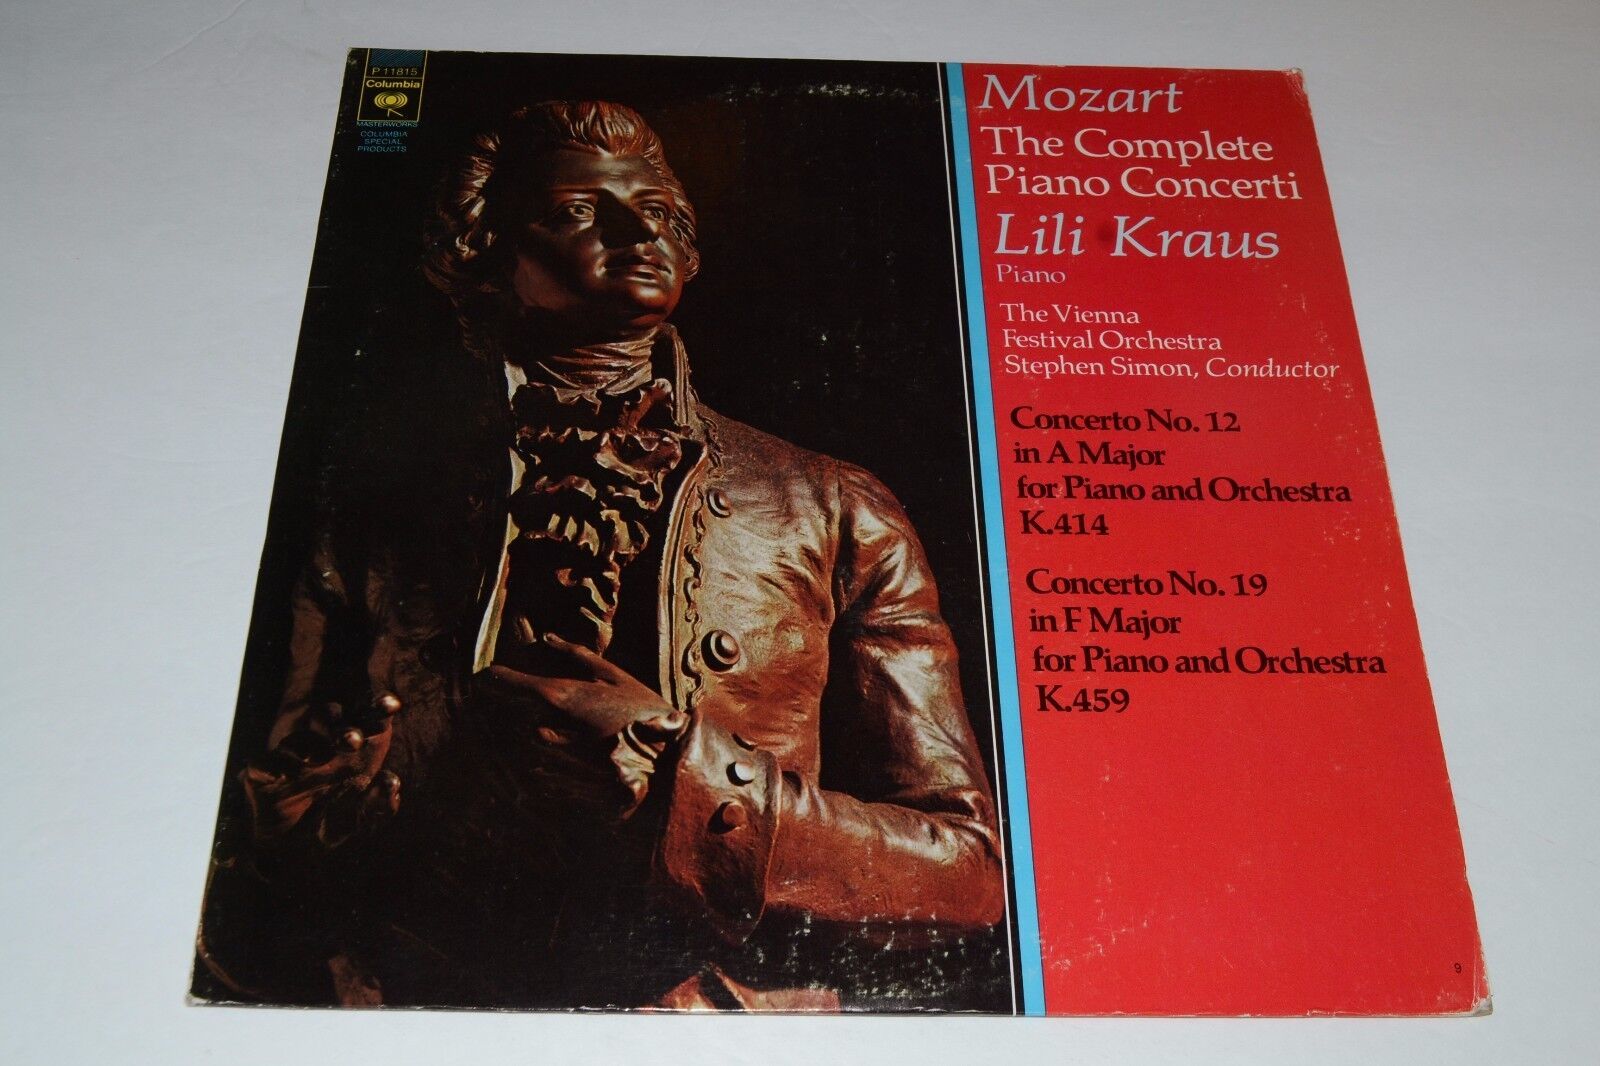 P 11815
Columbia
MASTERWORKS
COLUMBIA
SPECIAL
PRODUCTS
Mozart
The Complete
Piano Concerti
Lili Kraus
Piano
The Vienna
Festival Orchestra
Stephen Simon, Conductor
Concerto No. 12
in A Major
for Piano and Orchestra
K.414
Concerto No. 19
in F Major
for Piano and Orchestra
K.459
9